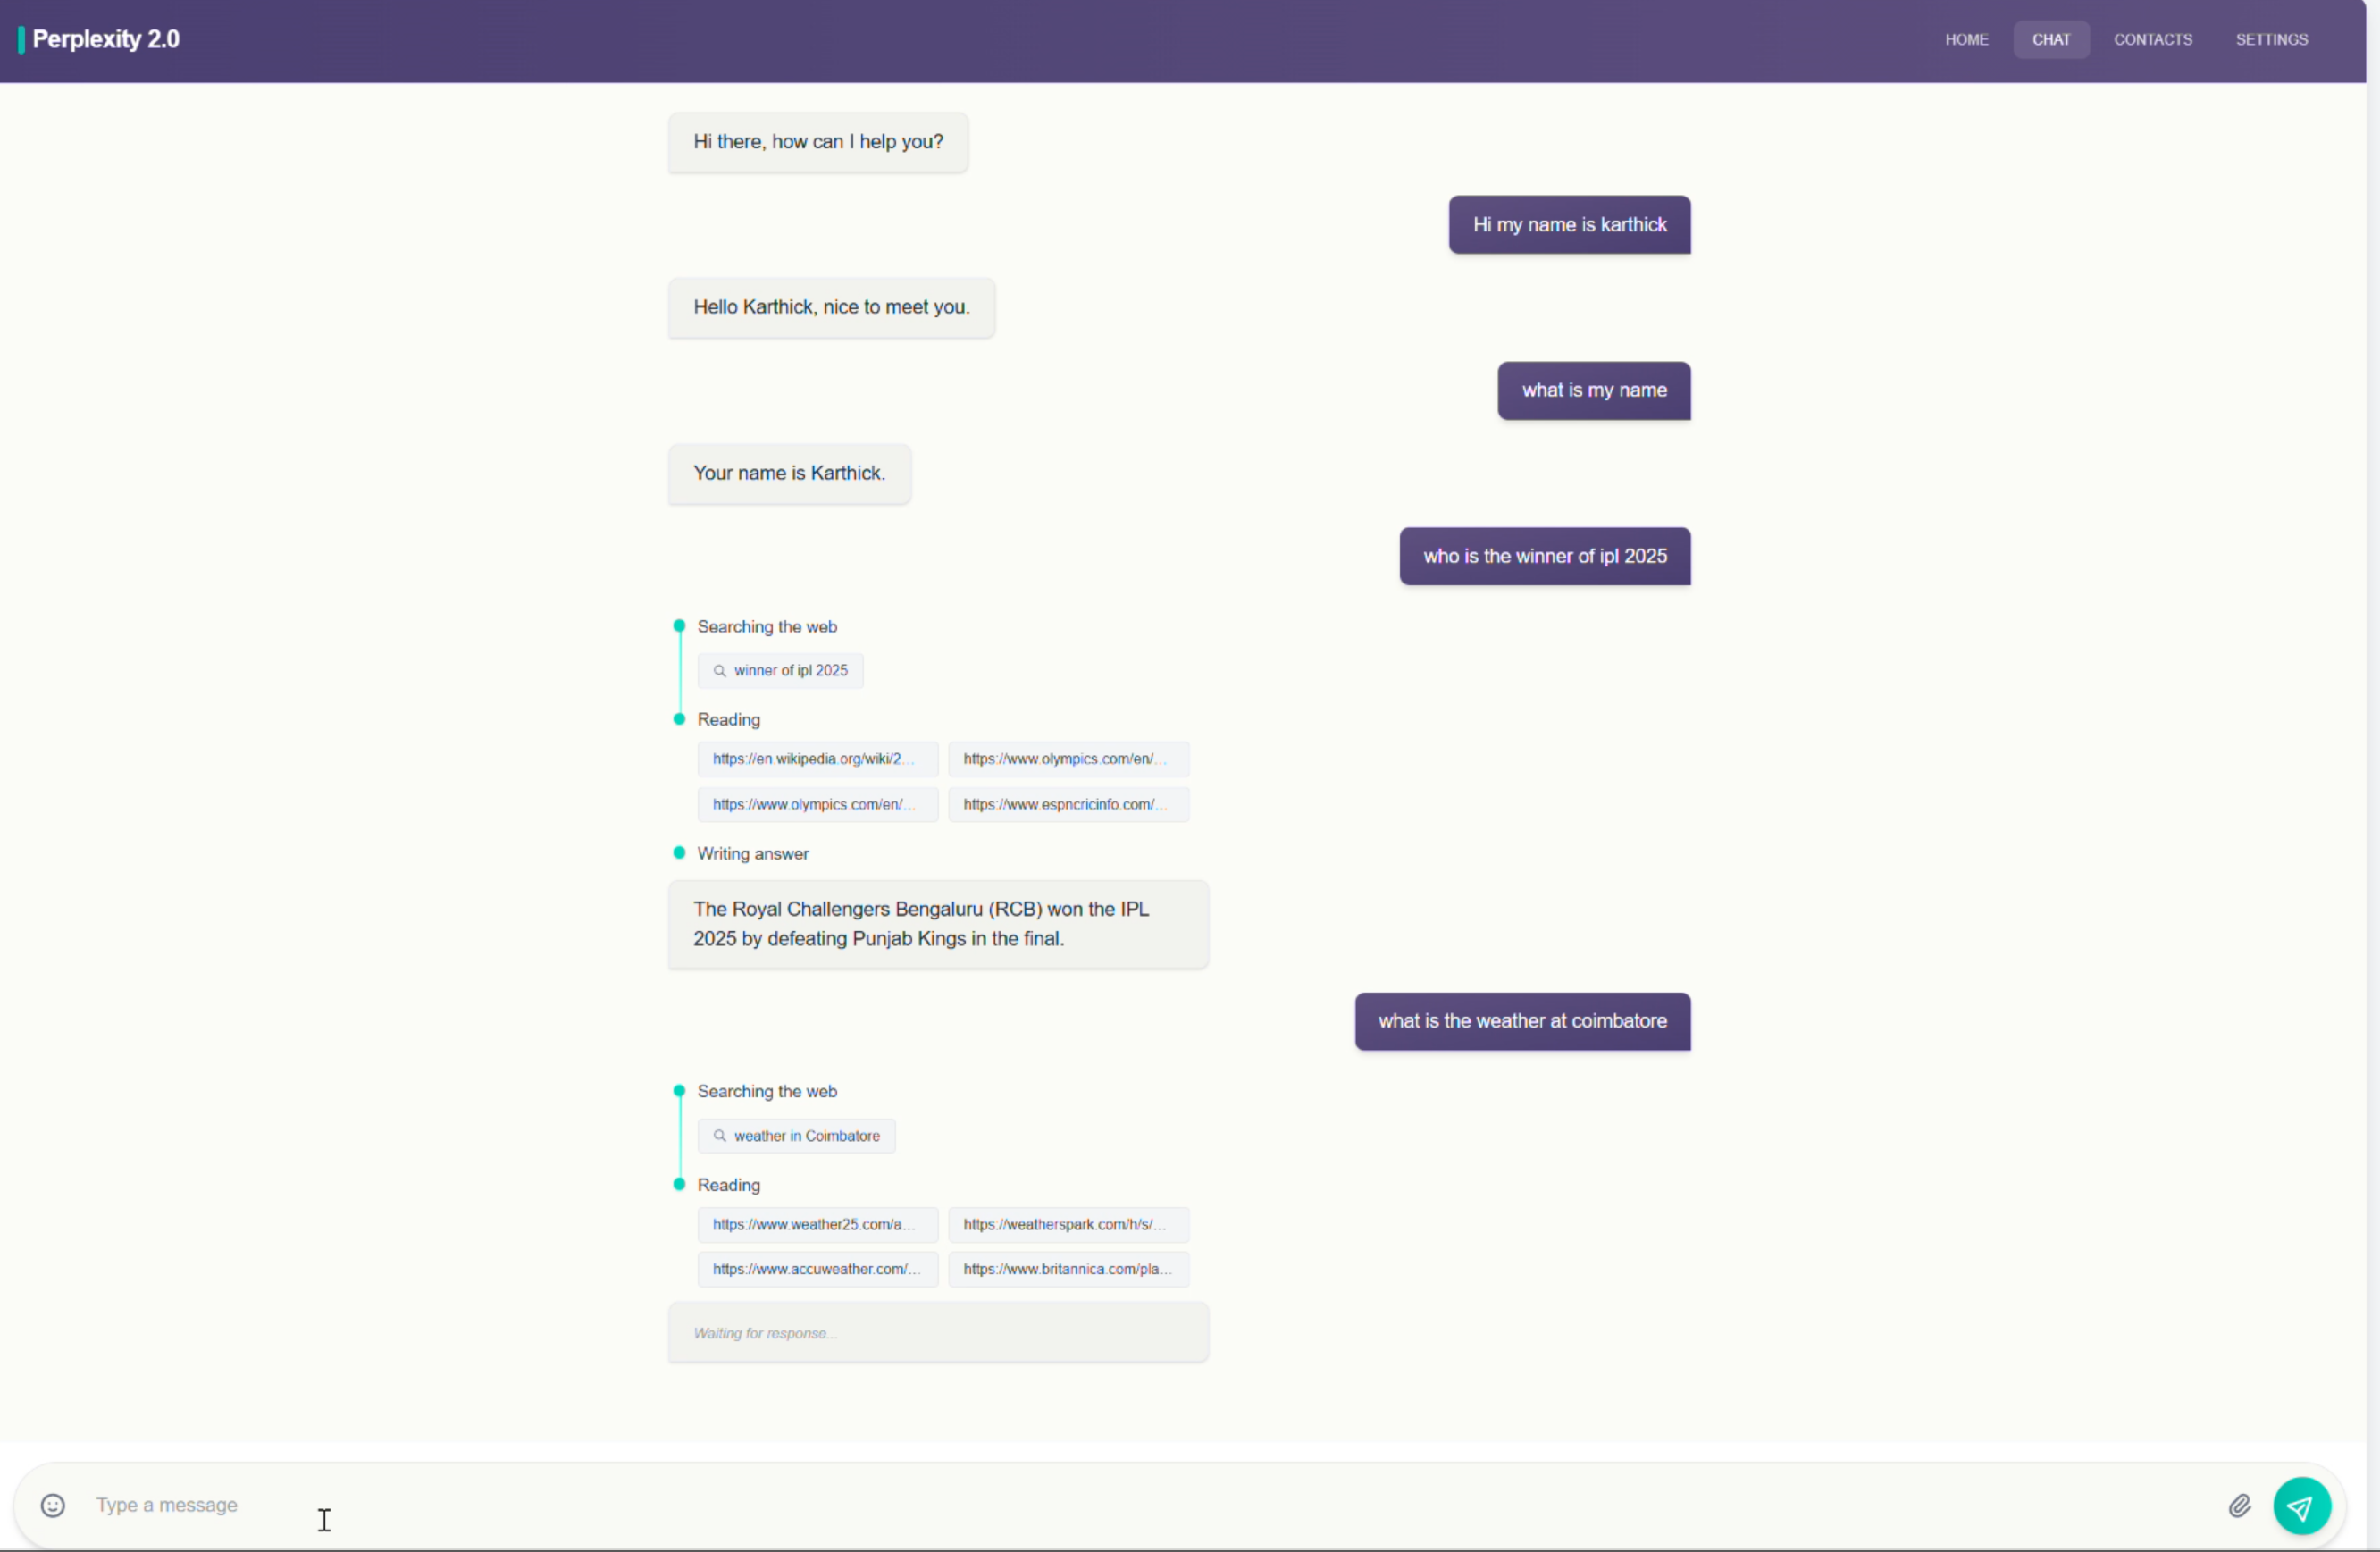 Perplexity 2.0
HOME CHAT CONTACTS SETTINGS
Hi there, how can I help you?
Hi my name is karthick
Hello Karthick, nice to meet you.
what is my name
Your name is Karthick.
who is the winner of ipl 2025
Searching the web
winner of ipl 2025
Reading
https://en.wikipedia.org/wiki/2... https://www.olympics.com/en/...
https://www.olympics.com/en/... https://www.espncricinfo.com/...
Writing answer
The Royal Challengers Bengaluru (RCB) won the IPL
2025 by defeating Punjab Kings in the final.
what is the weather at coimbatore
Searching the web
weather in Coimbatore
Reading
https://www.weather25.com/a... https://weatherspark.com/h/s/...
https://www.accuweather.com/... https://www.britannica.com/pla...
Waiting for response...
Type a message